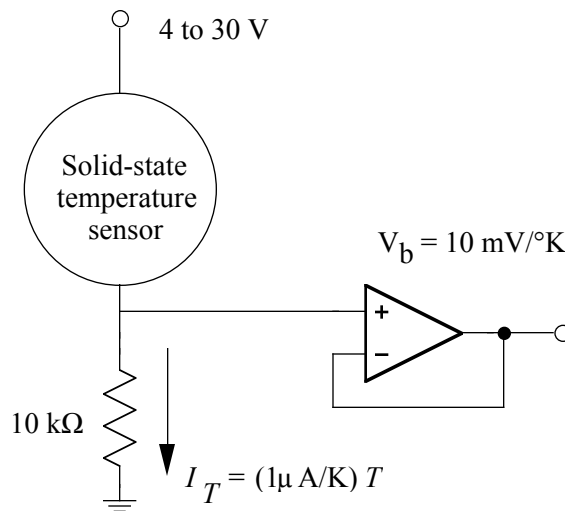 4 to 30 V
Solid-state
temperature
sensor
V_b = 10 mV/°K
+
−
10 kΩ
I_T = (1μ A/K) T